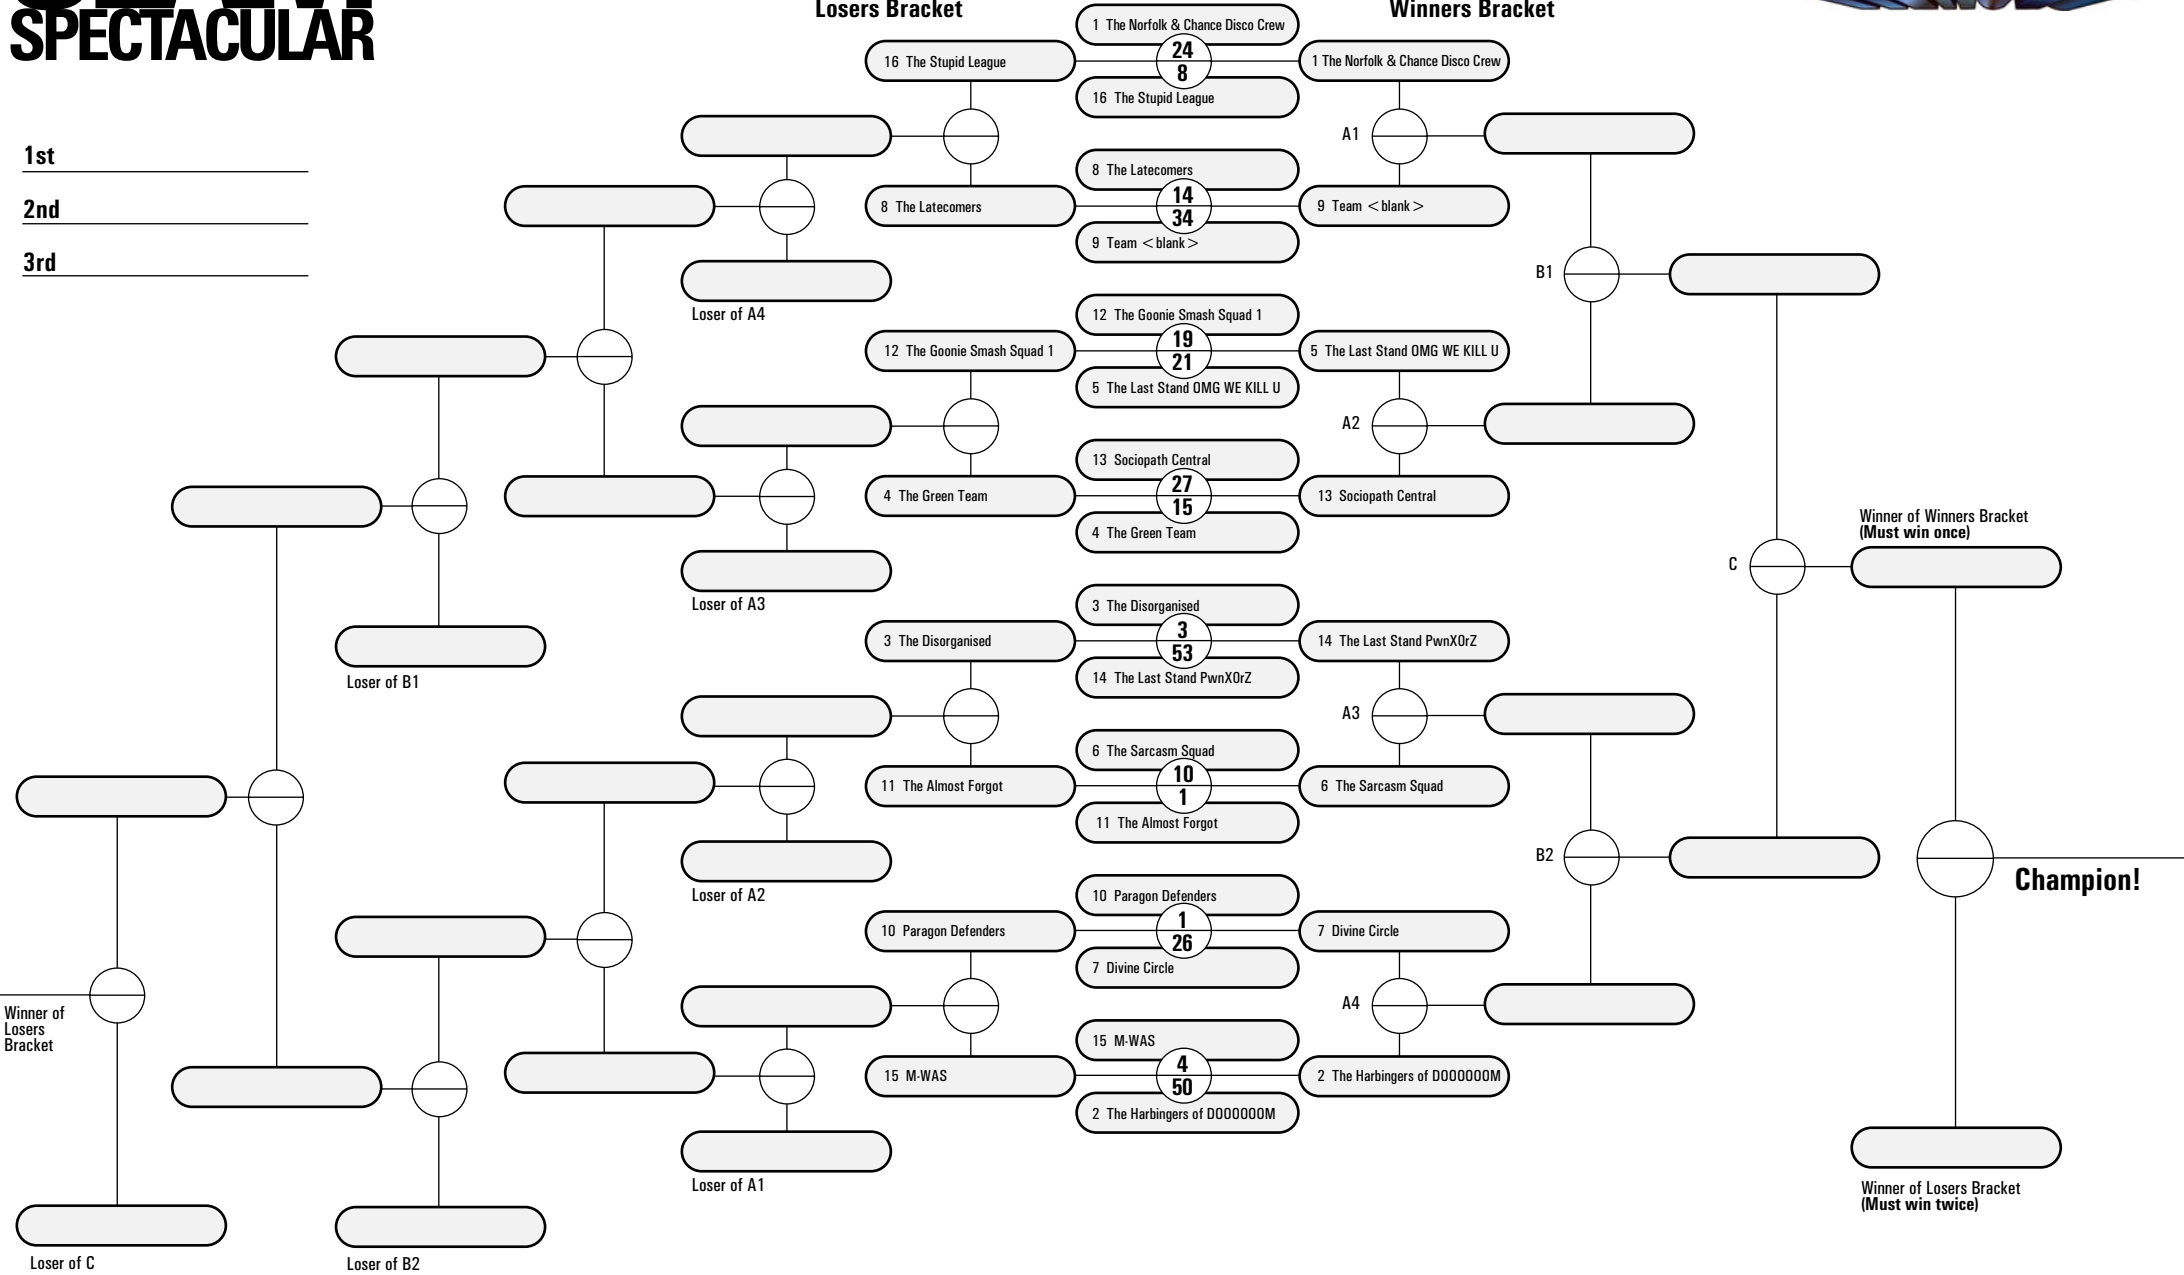 SPECTACULAR
Losers Bracket
Winners Bracket
1st
2nd
3rd
1 The Norfolk & Chance Disco Crew
24
8
16 The Stupid League
16 The Stupid League
1 The Norfolk & Chance Disco Crew
8 The Latecomers
14
34
9 Team <blank>
8 The Latecomers
9 Team <blank>
A1
12 The Goonie Smash Squad 1
19
21
5 The Last Stand OMG WE KILL U
12 The Goonie Smash Squad 1
5 The Last Stand OMG WE KILL U
13 Sociopath Central
27
15
4 The Green Team
4 The Green Team
13 Sociopath Central
A2
3 The Disorganised
3
53
14 The Last Stand PwnX0rZ
3 The Disorganised
14 The Last Stand PwnX0rZ
6 The Sarcasm Squad
10
1
11 The Almost Forgot
11 The Almost Forgot
6 The Sarcasm Squad
A3
10 Paragon Defenders
1
26
7 Divine Circle
10 Paragon Defenders
7 Divine Circle
15 M-WAS
4
50
2 The Harbingers of DOOOOOOM
15 M-WAS
2 The Harbingers of DOOOOOOM
A4
B1
B2
C
Loser of A4
Loser of A3
Loser of A2
Loser of A1
Loser of B1
Loser of B2
Loser of C
Winner of
Losers
Bracket
Winner of Winners Bracket
(Must win once)
Champion!
Winner of Losers Bracket
(Must win twice)